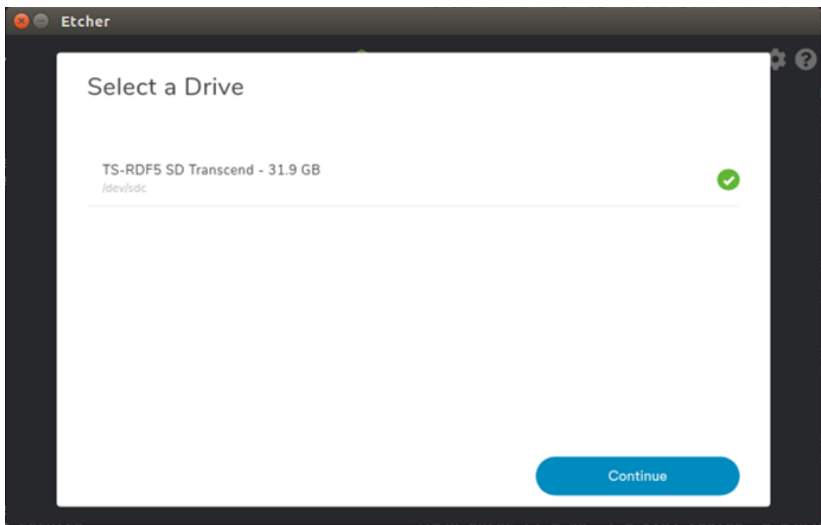 Etcher
Select a Drive
TS-RDF5 SD Transcend - 31.9 GB
/dev/sdc
Continue